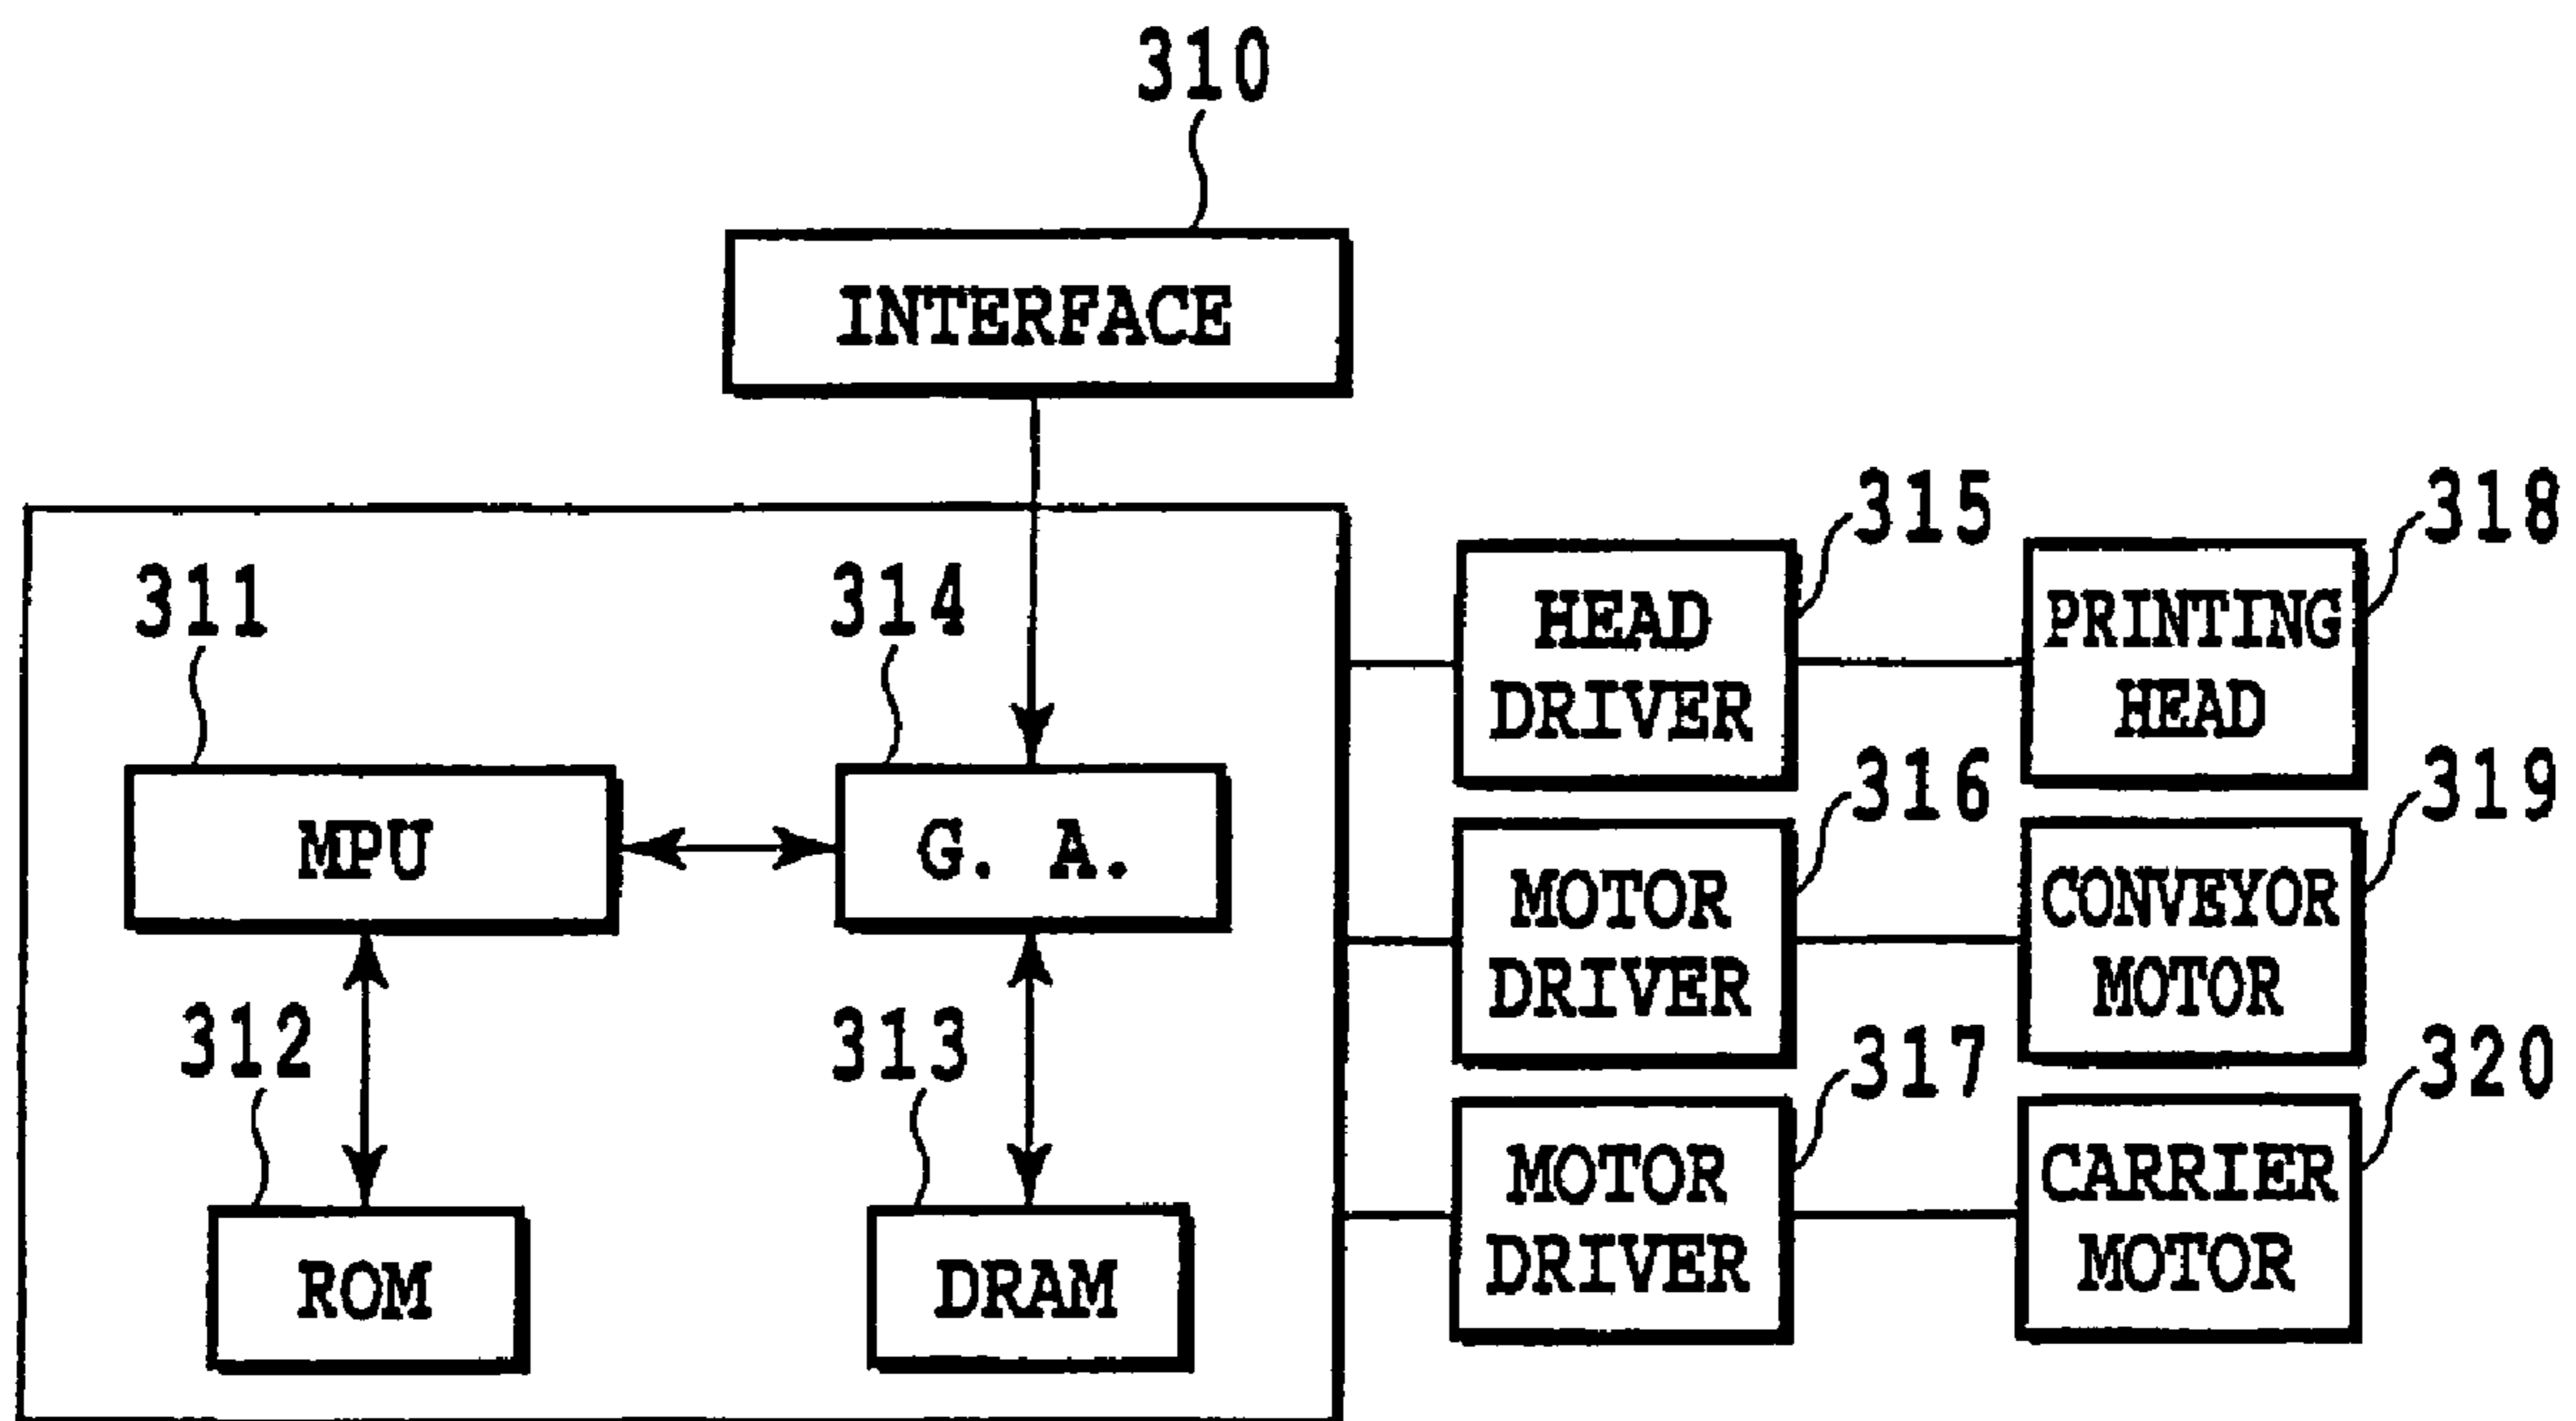 310
INTERFACE
311
314
MPU
G. A.
312
313
ROM
DRAM
315
HEAD
DRIVER
318
PRINTING
HEAD
316
MOTOR
DRIVER
319
CONVEYOR
MOTOR
317
MOTOR
DRIVER
320
CARRIER
MOTOR